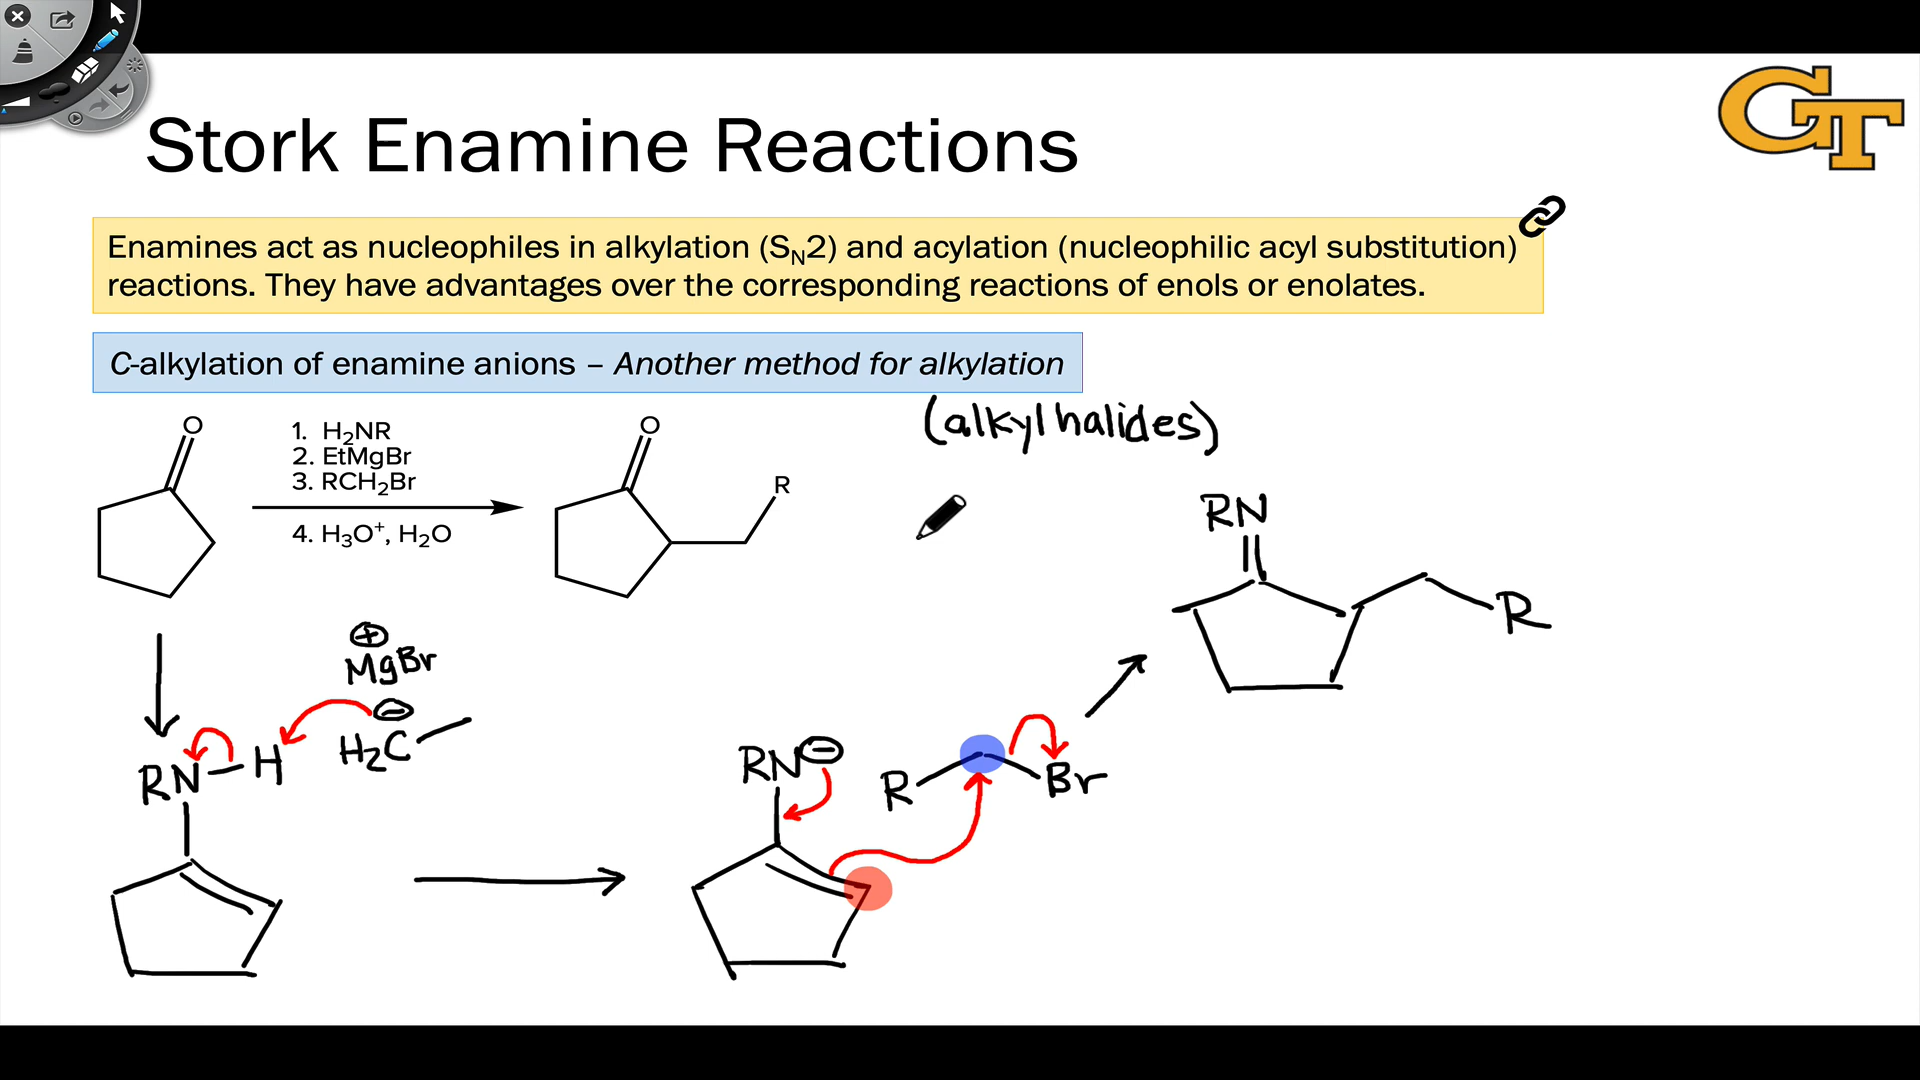 GT
Stork Enamine Reactions
Enamines act as nucleophiles in alkylation (SN2) and acylation (nucleophilic acyl substitution)
reactions. They have advantages over the corresponding reactions of enols or enolates.
C-alkylation of enamine anions – Another method for alkylation
(alkyl halides)
O
1. H₂NR
2. EtMgBr
3. RCH₂Br
4. H₃O⁺, H₂O
O
R
RN
R
⊕
MgBr
⊖
H₂C
RN
H
RN⊖
R
Br